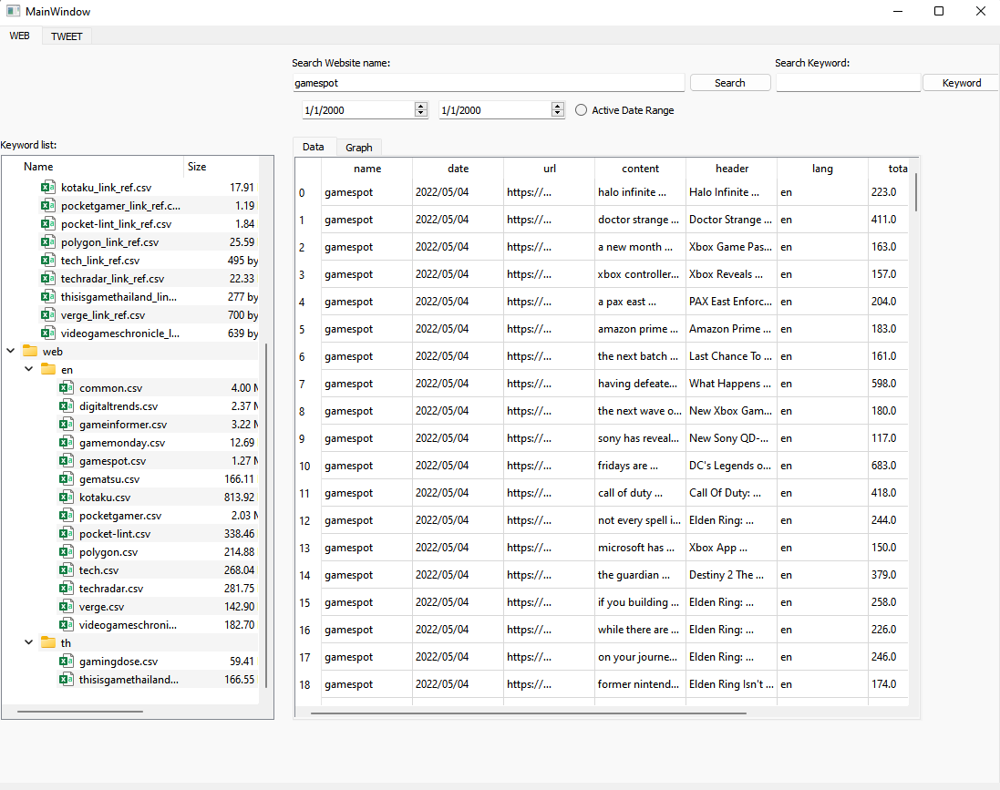 MainWindow
WEB TWEET
Search Website name: Search Keyword:
gamespot Search Keyword
1/1/2000 1/1/2000 Active Date Range
Keyword list:
Data Graph
Name Size
kotaku_link_ref.csv 17.91
pocketgamer_link_ref.c... 1.19
pocket-lint_link_ref.csv 1.84
polygon_link_ref.csv 25.59
tech_link_ref.csv 495 by
techradar_link_ref.csv 22.33
thisisgamethailand_lin... 277 by
verge_link_ref.csv 700 by
videogameschronicle_l... 639 by
web
en
common.csv 4.00 M
digitaltrends.csv 2.37 M
gameinformer.csv 3.22 M
gamemonday.csv 12.69
gamespot.csv 1.27 M
gematsu.csv 166.11
kotaku.csv 813.92
pocketgamer.csv 2.03 M
pocket-lint.csv 338.46
polygon.csv 214.88
tech.csv 268.04
techradar.csv 281.75
verge.csv 142.90
videogameschroni... 182.70
th
gamingdose.csv 59.41
thisisgamethailand... 166.55
name date url content header lang tota
0 gamespot 2022/05/04 https://... halo infinite ... Halo Infinite ... en 223.0
1 gamespot 2022/05/04 https://... doctor strange ... Doctor Strange ... en 411.0
2 gamespot 2022/05/04 https://... a new month ... Xbox Game Pas... en 163.0
3 gamespot 2022/05/04 https://... xbox controller... Xbox Reveals ... en 157.0
4 gamespot 2022/05/04 https://... a pax east ... PAX East Enforc... en 204.0
5 gamespot 2022/05/04 https://... amazon prime ... Amazon Prime ... en 183.0
6 gamespot 2022/05/04 https://... the next batch ... Last Chance To ... en 161.0
7 gamespot 2022/05/04 https://... having defeate... What Happens ... en 598.0
8 gamespot 2022/05/04 https://... the next wave o... New Xbox Gam... en 180.0
9 gamespot 2022/05/04 https://... sony has reveal... New Sony QD-... en 117.0
10 gamespot 2022/05/04 https://... fridays are ... DC's Legends o... en 683.0
11 gamespot 2022/05/04 https://... call of duty ... Call Of Duty: ... en 418.0
12 gamespot 2022/05/04 https://... not every spell i... Elden Ring: ... en 244.0
13 gamespot 2022/05/04 https://... microsoft has ... Xbox App ... en 150.0
14 gamespot 2022/05/04 https://... the guardian ... Destiny 2 The ... en 379.0
15 gamespot 2022/05/04 https://... if you building ... Elden Ring: ... en 258.0
16 gamespot 2022/05/04 https://... while there are ... Elden Ring: ... en 226.0
17 gamespot 2022/05/04 https://... on your journe... Elden Ring: ... en 246.0
18 gamespot 2022/05/04 https://... former nintend... Elden Ring Isn't ... en 174.0